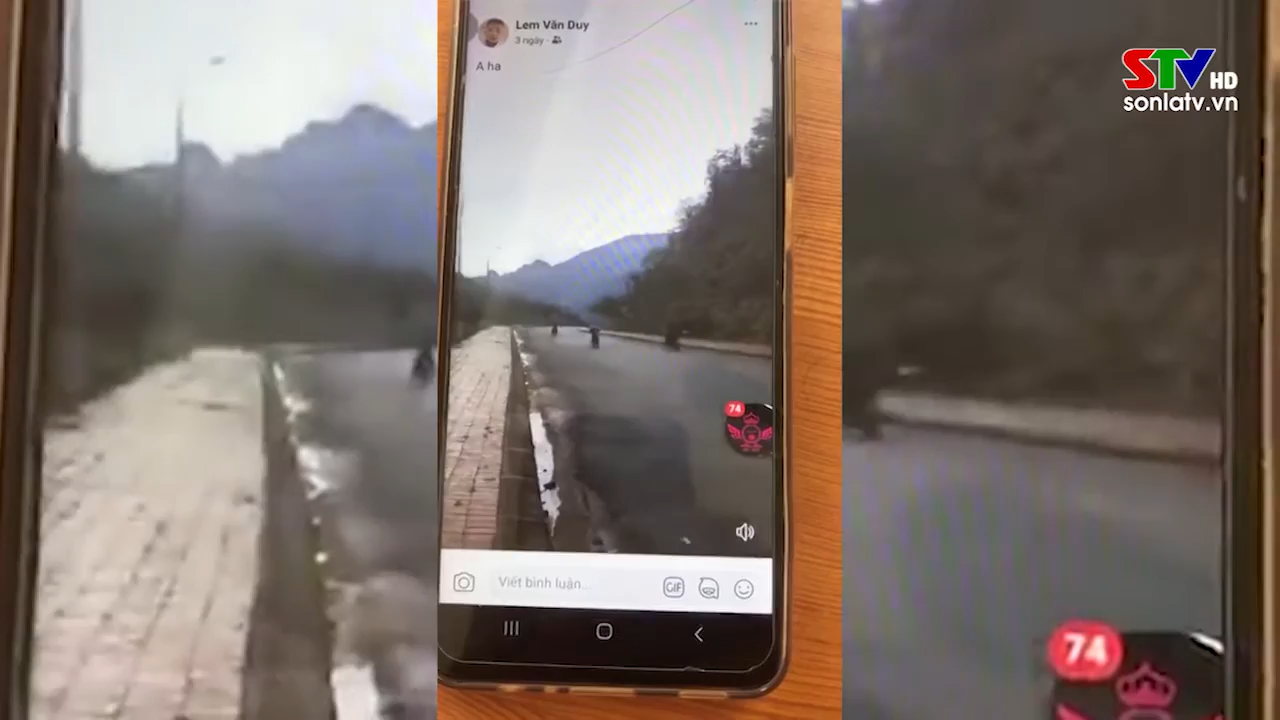 Lem Văn Duy
3 ngày
A ha
74
Viết bình luận...
GIF
STV HD
sonlatv.vn
74